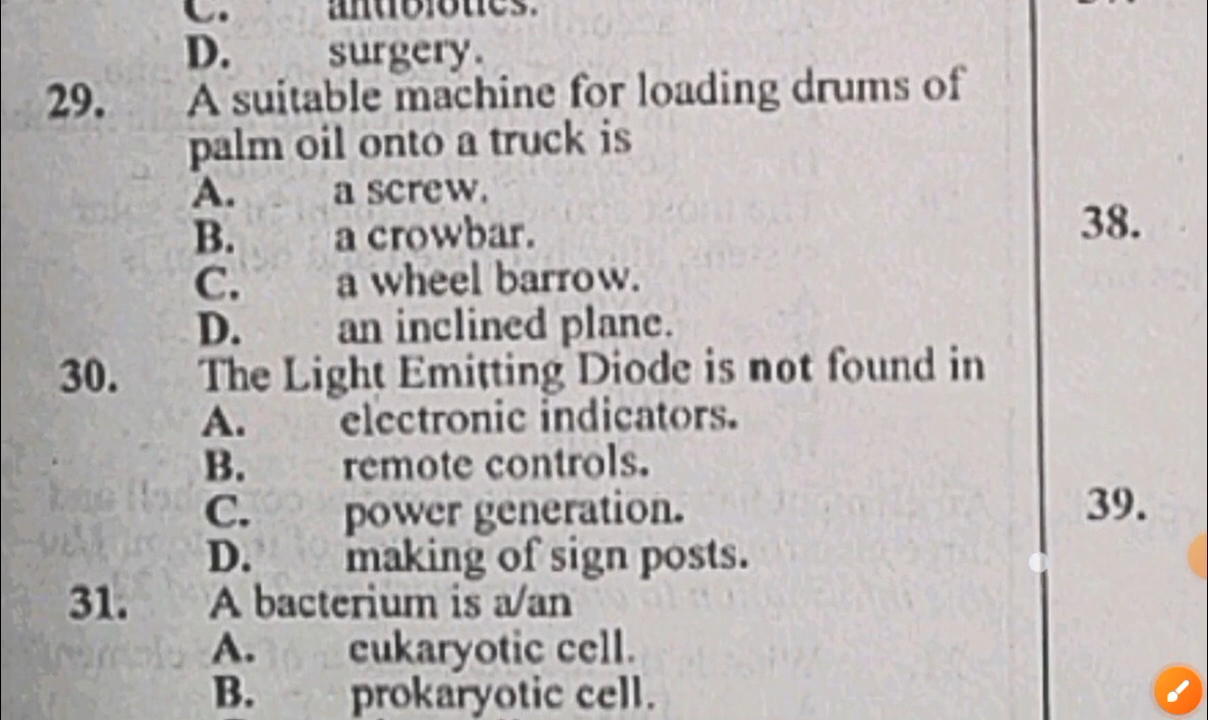 C. antibiotics.
D. surgery.
29. A suitable machine for loading drums of
palm oil onto a truck is
A. a screw.
B. a crowbar.
C. a wheel barrow.
D. an inclined plane.
30. The Light Emitting Diode is not found in
A. electronic indicators.
B. remote controls.
C. power generation.
D. making of sign posts.
31. A bacterium is a/an
A. eukaryotic cell.
B. prokaryotic cell.
38.
39.